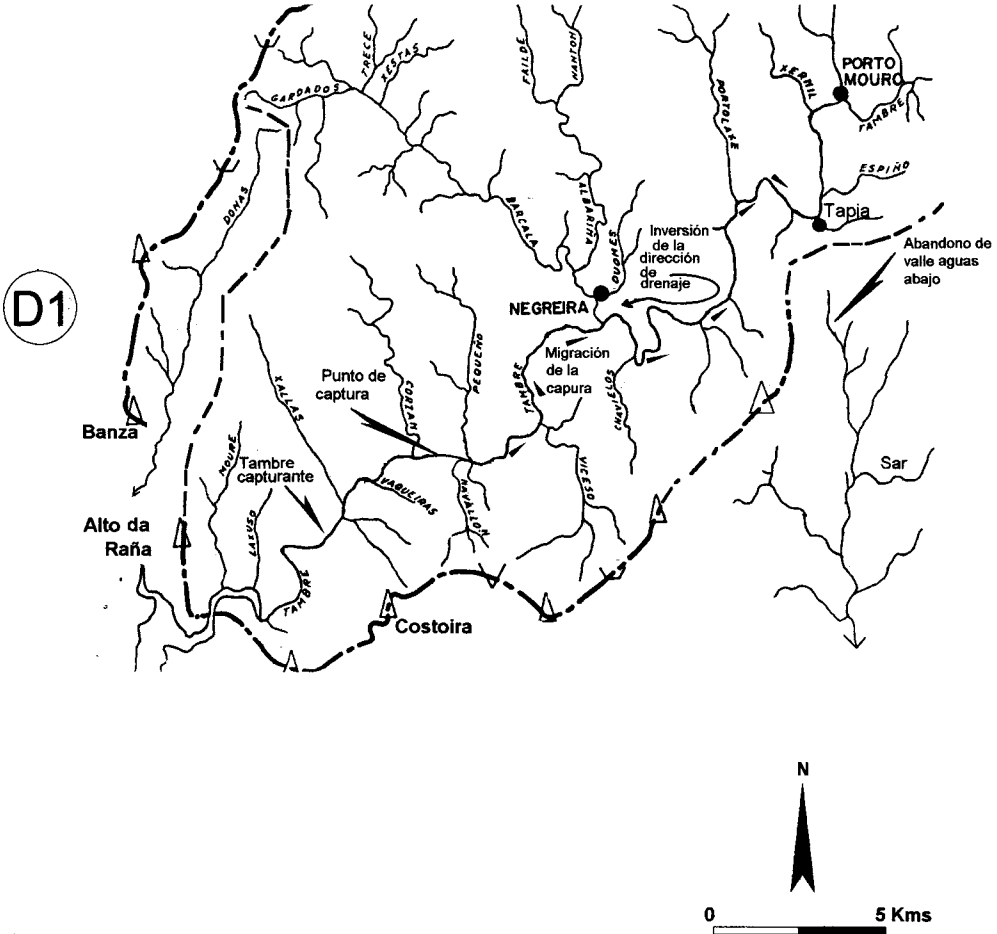 TRECE
XESTAS
FAILDE
HANTON
PORTO
MOURO
XERMIL
GARDADOS
PORTOLAXE
TAMBRE
ESPIÑO
DONAS
BARCALA
ALBARIÑA
Tapia
DUOMES
Inversión
de la
dirección
de
drenaje
Abandono de
valle aguas
abajo
D1
NEGREIRA
Migración
de la
capura
PEQUEÑO
Punto de
captura
XALLAS
CORIXNO
TAMBRE
CHAVIELOS
Banza
MOURE
Tambre
capturante
VAQUEIRAS
NAVALLON
VICESO
Sar
Alto da
Raña
LAXUSO
TAMBRE
Costoira
N
0 5 Kms